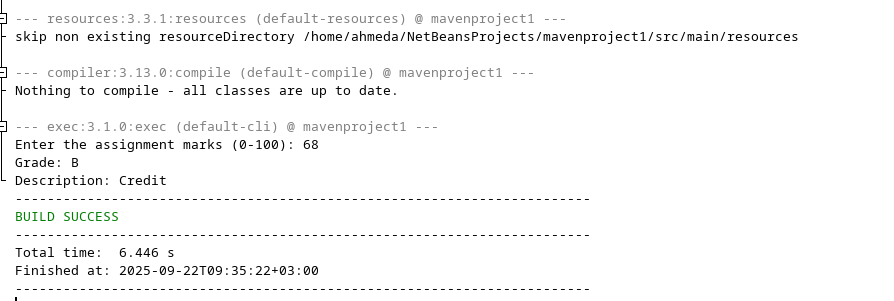 --- resources:3.3.1:resources (default-resources) @ mavenproject1 ---
skip non existing resourceDirectory /home/ahmeda/NetBeansProjects/mavenproject1/src/main/resources
--- compiler:3.13.0:compile (default-compile) @ mavenproject1 ---
Nothing to compile - all classes are up to date.
--- exec:3.1.0:exec (default-cli) @ mavenproject1 ---
Enter the assignment marks (0-100): 68
Grade: B
Description: Credit
------------------------------------------------------------------------
BUILD SUCCESS
------------------------------------------------------------------------
Total time:  6.446 s
Finished at: 2025-09-22T09:35:22+03:00
------------------------------------------------------------------------